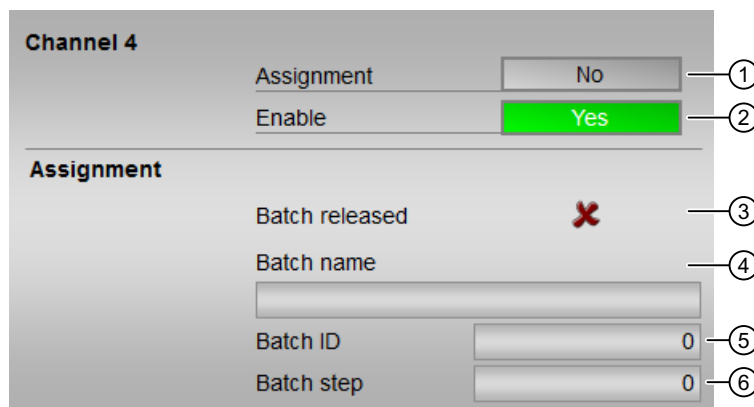 Channel 4
Assignment No 1
Enable Yes 2
Assignment
Batch released 3
Batch name 4
Batch ID 0 5
Batch step 0 6